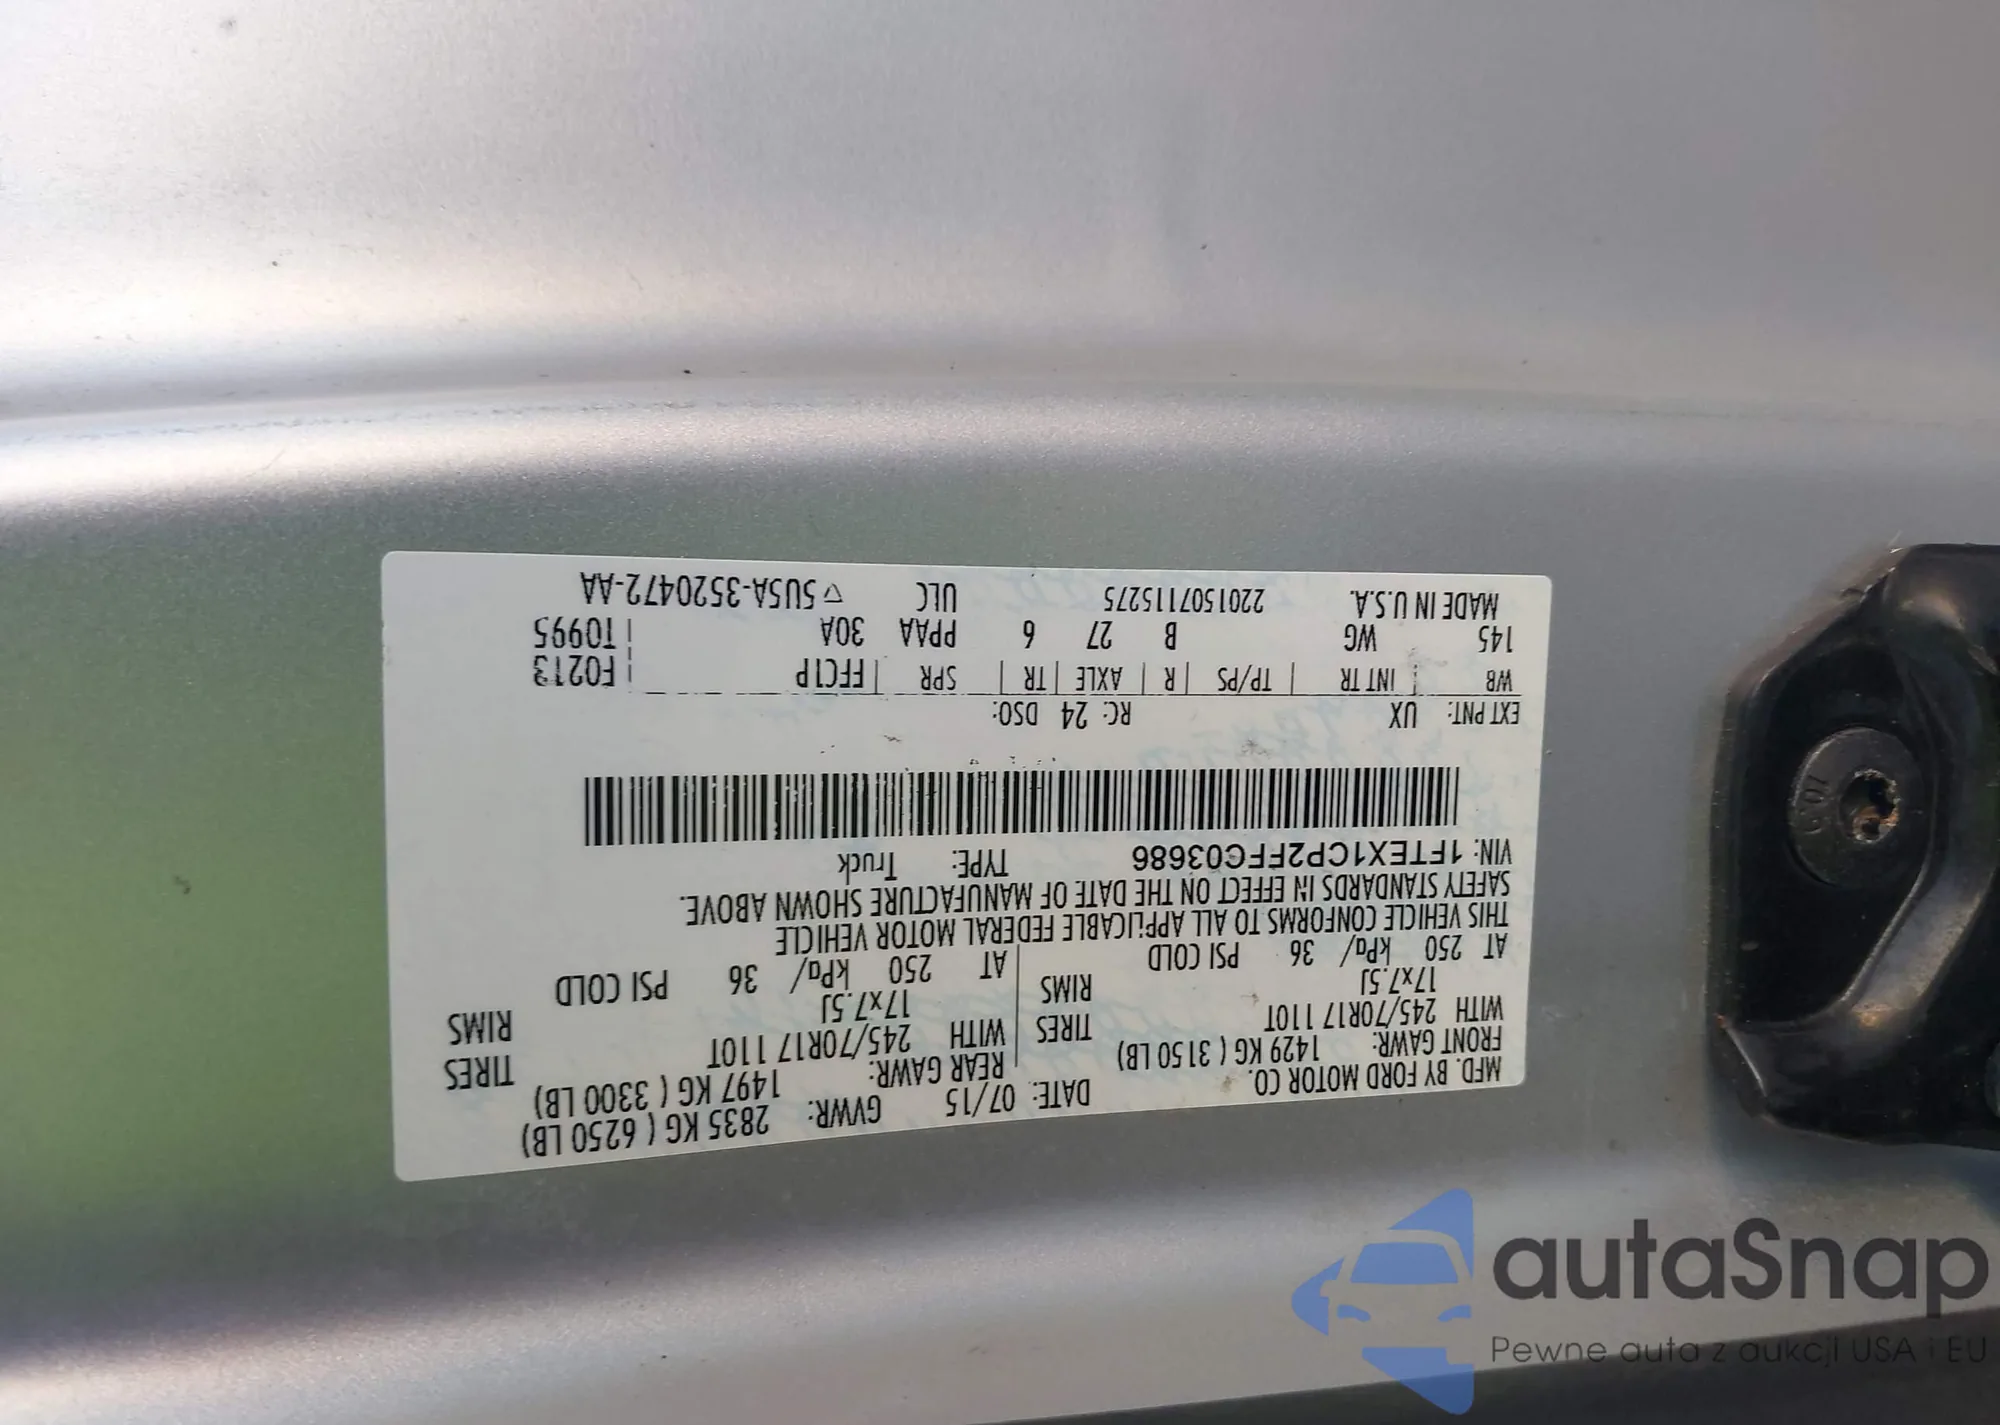 MFD. BY FORD MOTOR CO. DATE: 07/15 GVWR: 2835 KG ( 6250 LB)
FRONT GAWR: 1429 KG ( 3150 LB) REAR GAWR: 1497 KG ( 3300 LB)
WITH 245/70R17 110T TIRES WITH 245/70R17 110T TIRES
17x7.5J RIMS 17x7.5J RIMS
AT 250 kPa/ 36 PSI COLD AT 250 kPa/ 36 PSI COLD
THIS VEHICLE CONFORMS TO ALL APPLICABLE FEDERAL MOTOR VEHICLE
SAFETY STANDARDS IN EFFECT ON THE DATE OF MANUFACTURE SHOWN ABOVE.
VIN: 1FTEX1CP2FFC03686 TYPE: Truck
EXT PNT: UX RC: 24 DSO:
WB | INT TR | TP/PS | R | AXLE | TR | SPR | FFC1P | F0213
145 WG B 27 6 PPAA 30A | T0995
MADE IN U.S.A. 2201507115275 ULC ▽ 5U5A-3520472-AA
10.9
autaSnap
Pewne auta z aukcji USA i EU